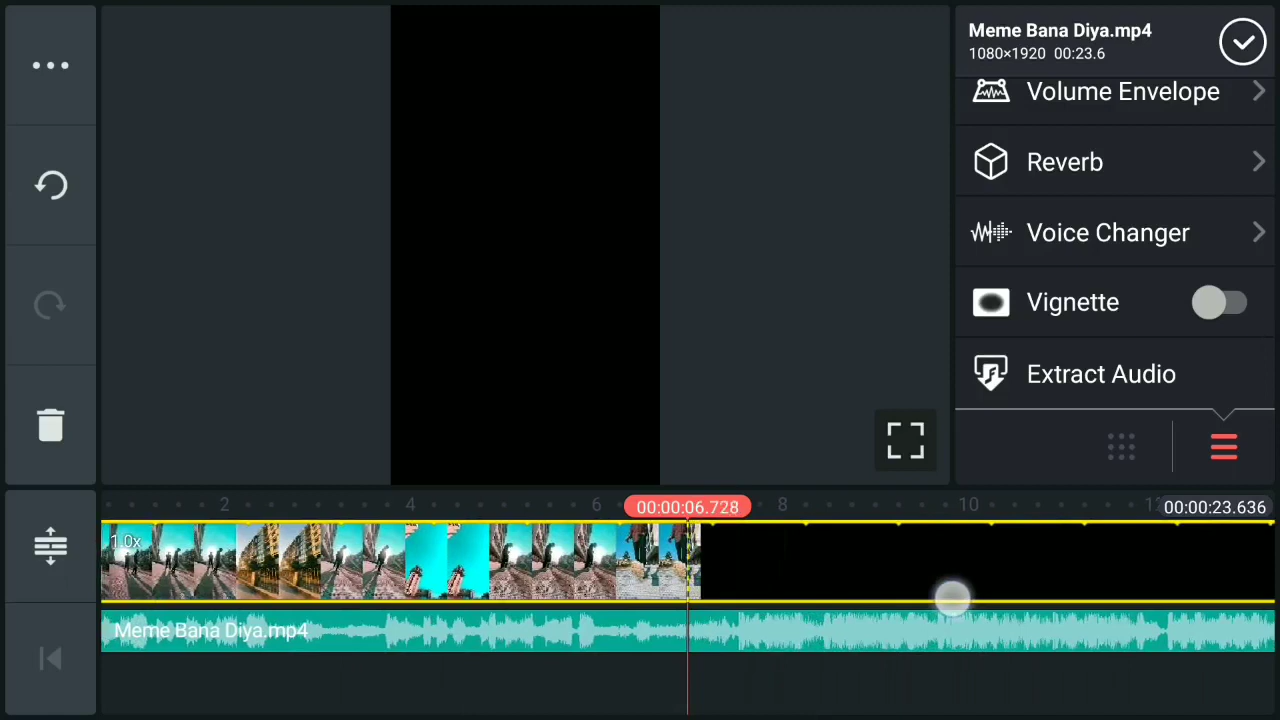 Meme Bana Diya.mp4
1080×1920 00:23.6
Volume Envelope
Reverb
Voice Changer
Vignette
Extract Audio
2 4 6 00:00:06.728 8 10 12 00:00:23.636
1.0x
Meme Bana Diya.mp4